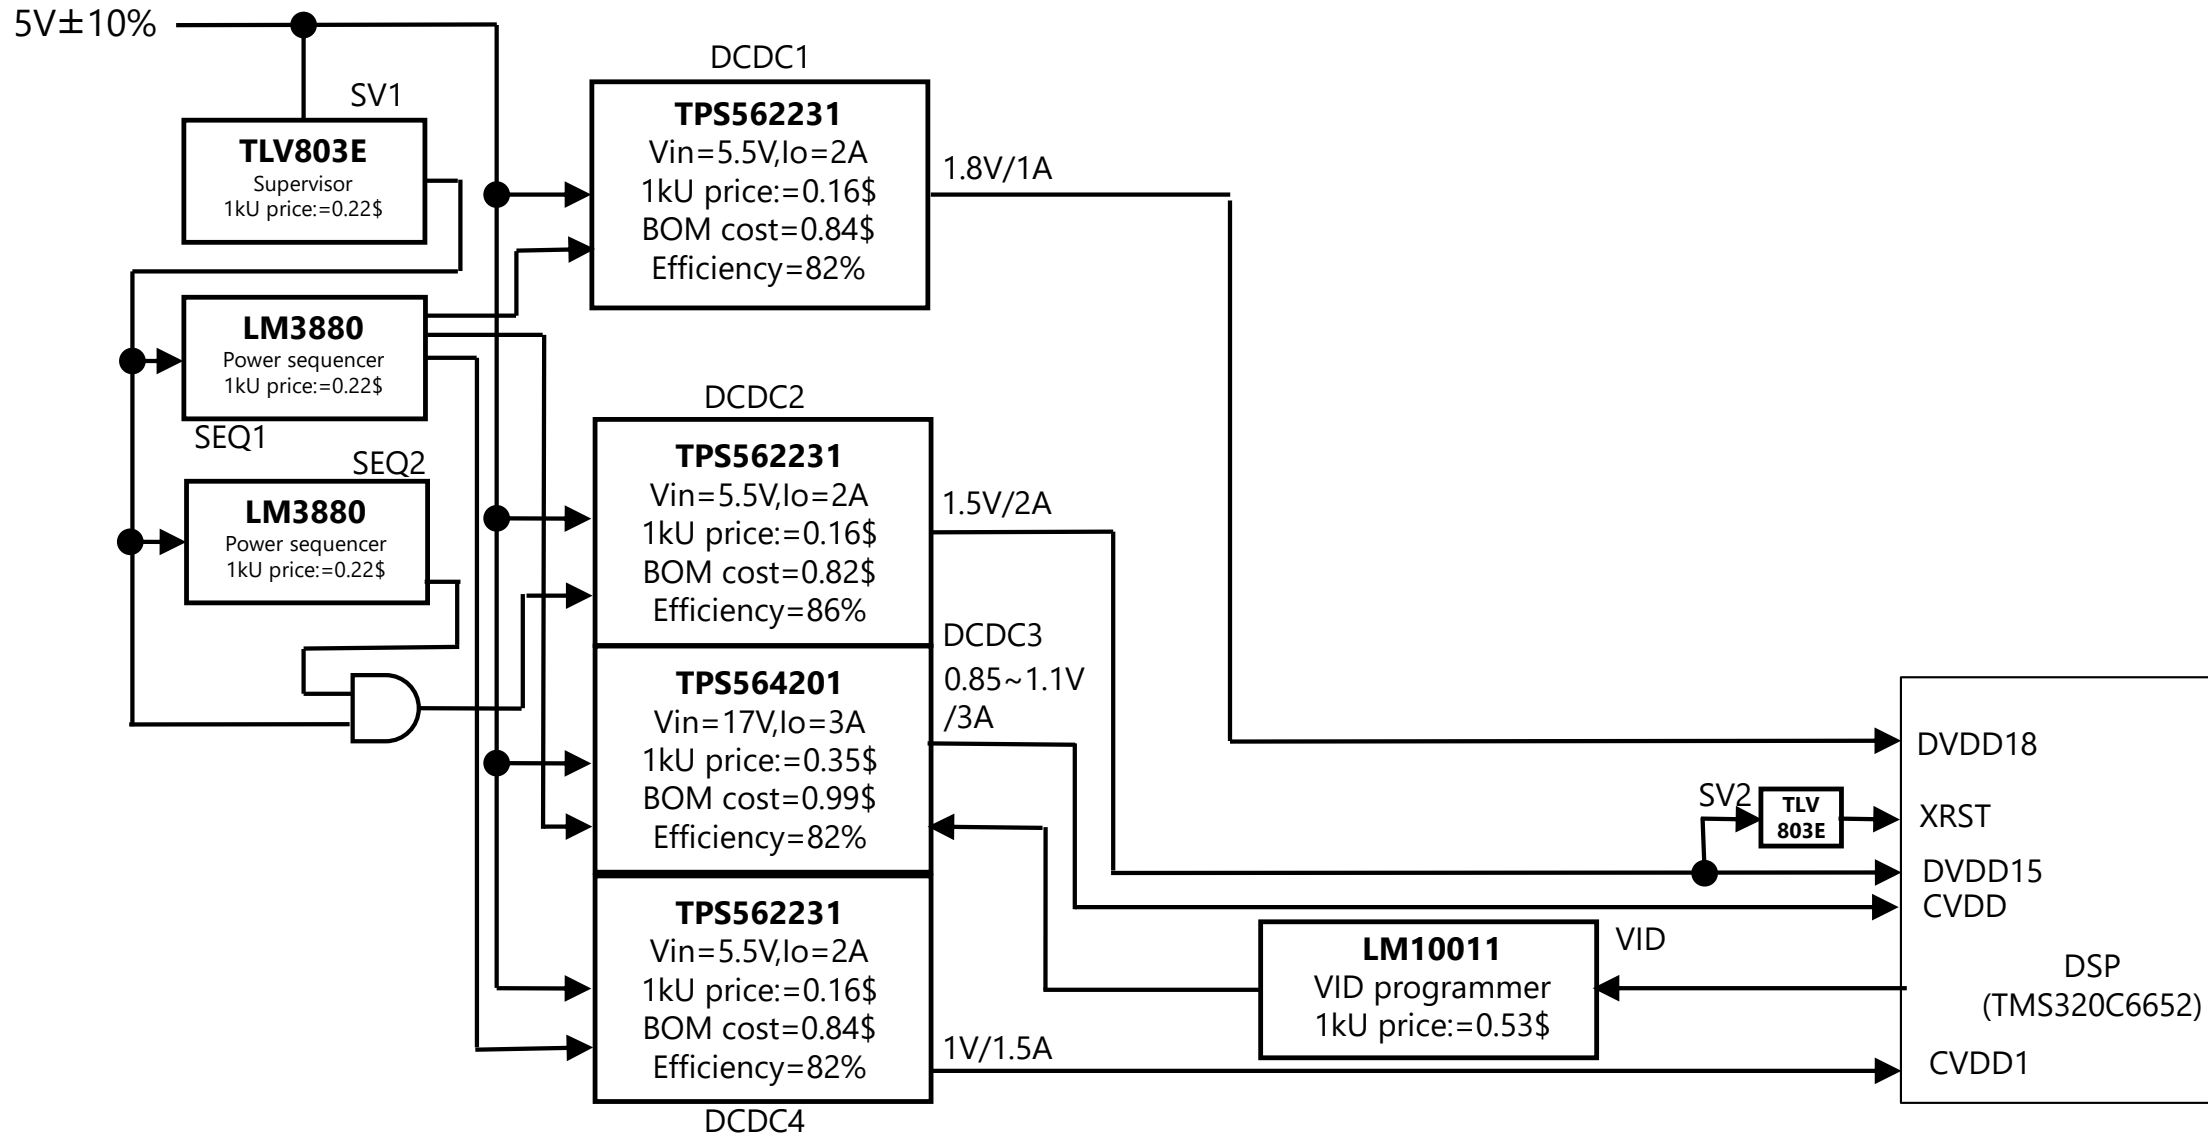 5V±10%
SV1
TLV803E
Supervisor
1kU price:=0.22$
LM3880
Power sequencer
1kU price:=0.22$
SEQ1
SEQ2
LM3880
Power sequencer
1kU price:=0.22$
DCDC1
TPS562231
Vin=5.5V,Io=2A
1kU price:=0.16$
BOM cost=0.84$
Efficiency=82%
1.8V/1A
DCDC2
TPS562231
Vin=5.5V,Io=2A
1kU price:=0.16$
BOM cost=0.82$
Efficiency=86%
1.5V/2A
DCDC3
0.85~1.1V
/3A
TPS564201
Vin=17V,Io=3A
1kU price:=0.35$
BOM cost=0.99$
Efficiency=82%
TPS562231
Vin=5.5V,Io=2A
1kU price:=0.16$
BOM cost=0.84$
Efficiency=82%
1V/1.5A
DCDC4
LM10011
VID programmer
1kU price:=0.53$
VID
SV2
TLV
803E
DVDD18
XRST
DVDD15
CVDD
DSP
(TMS320C6652)
CVDD1